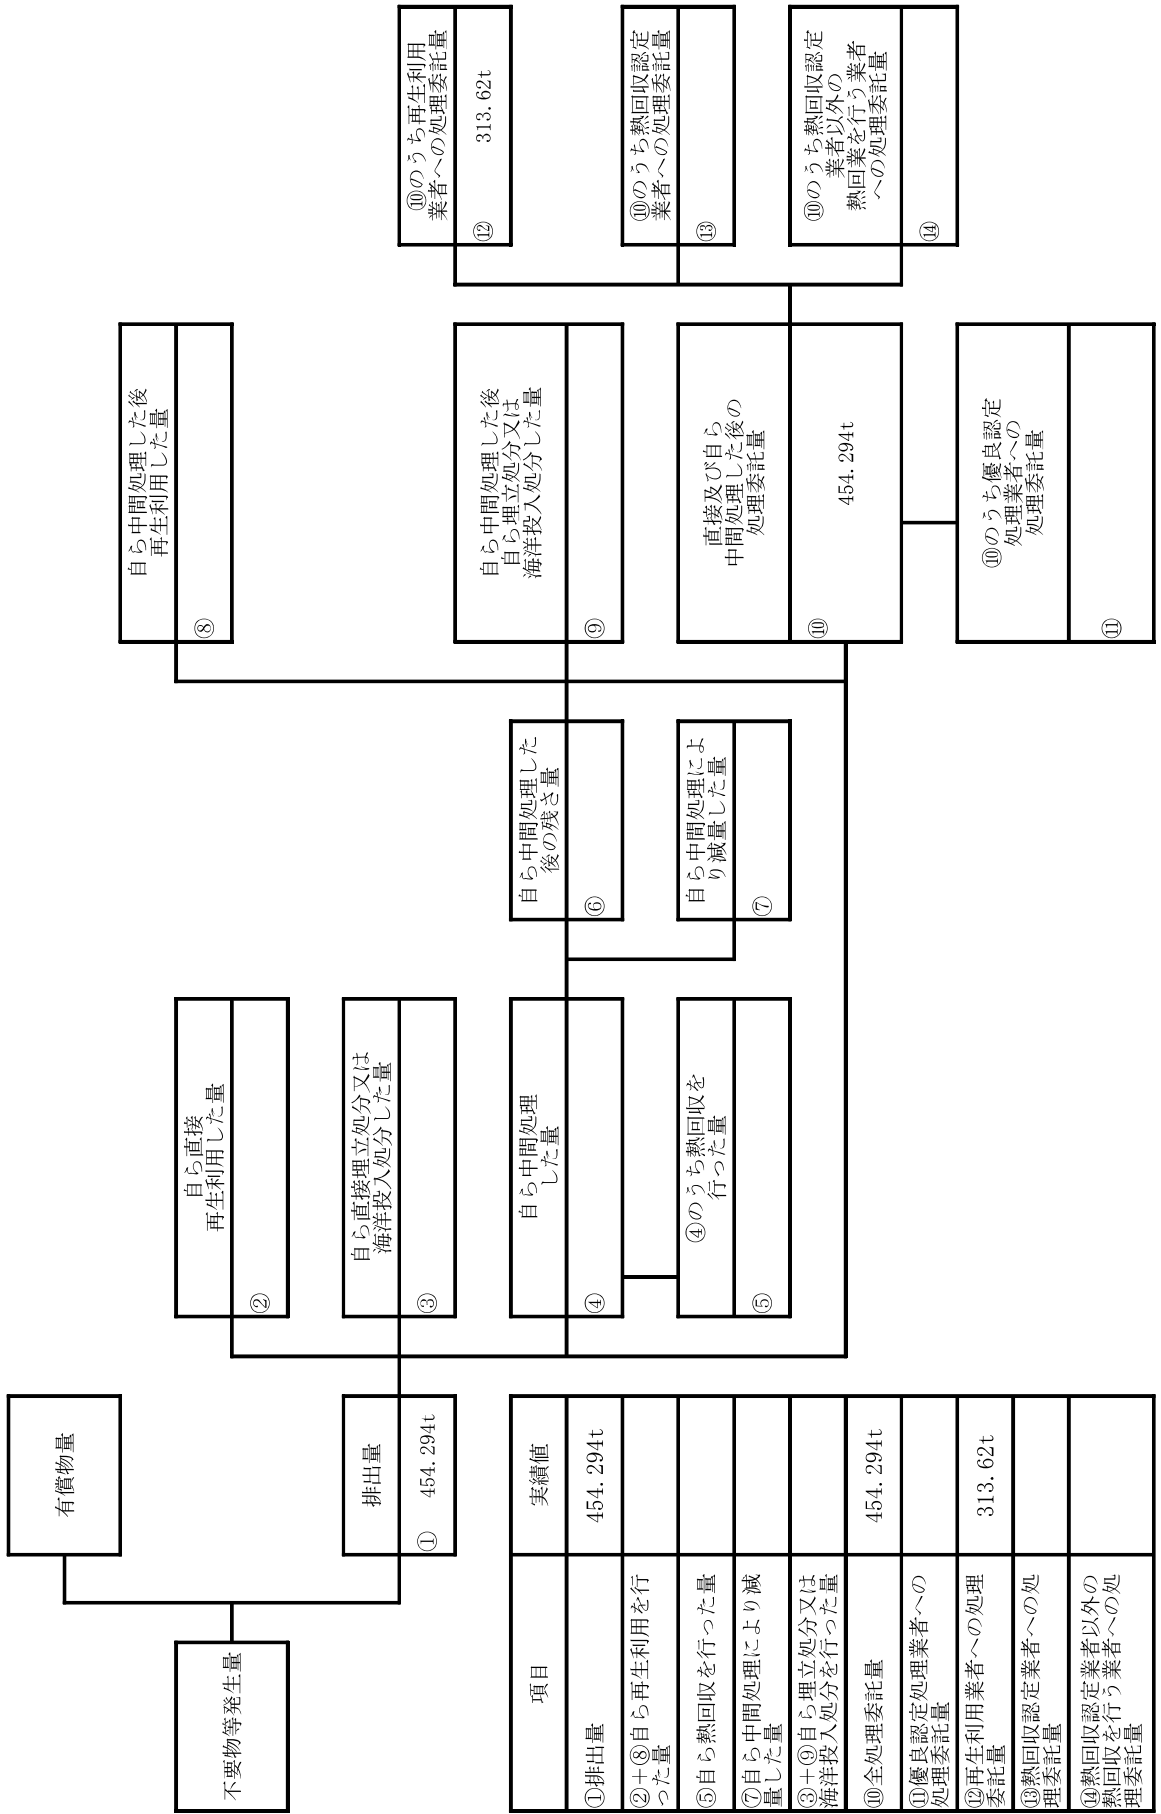 有償物量
不要物等発生量
排出量
①
454.294t
自ら直接
再生利用した量
②
自ら直接埋立処分又は
海洋投入処分した量
③
自ら中間処理
した量
④
④のうち熱回収を
行った量
⑤
自ら中間処理した
後の残さ量
⑥
自ら中間処理によ
り減量した量
⑦
自ら中間処理した後
再生利用した量
⑧
自ら中間処理した後
自ら埋立処分又は
海洋投入処分した量
⑨
直接及び自ら
中間処理した後の
処理委託量
⑩
454.294t
⑩のうち優良認定
処理業者への
処理委託量
⑪
⑩のうち再生利用
業者への処理委託量
⑫
313.62t
⑩のうち熱回収認定
業者への処理委託量
⑬
⑩のうち熱回収認定
業者以外の
熱回業を行う業者
への処理委託量
⑭
項目
実績値
①排出量
454.294t
②+⑧自ら再生利用を行
った量
⑤自ら熱回収を行った量
⑦自ら中間処理により減
量した量
③+⑨自ら埋立処分又は
海洋投入処分を行った量
⑩全処理委託量
454.294t
⑪優良認定処理業者への
処理委託量
⑫再生利用業者への処理
委託量
313.62t
⑬熱回収認定業者への処
理委託量
⑭熱回収認定業者以外の
熱回収を行う業者への処
理委託量